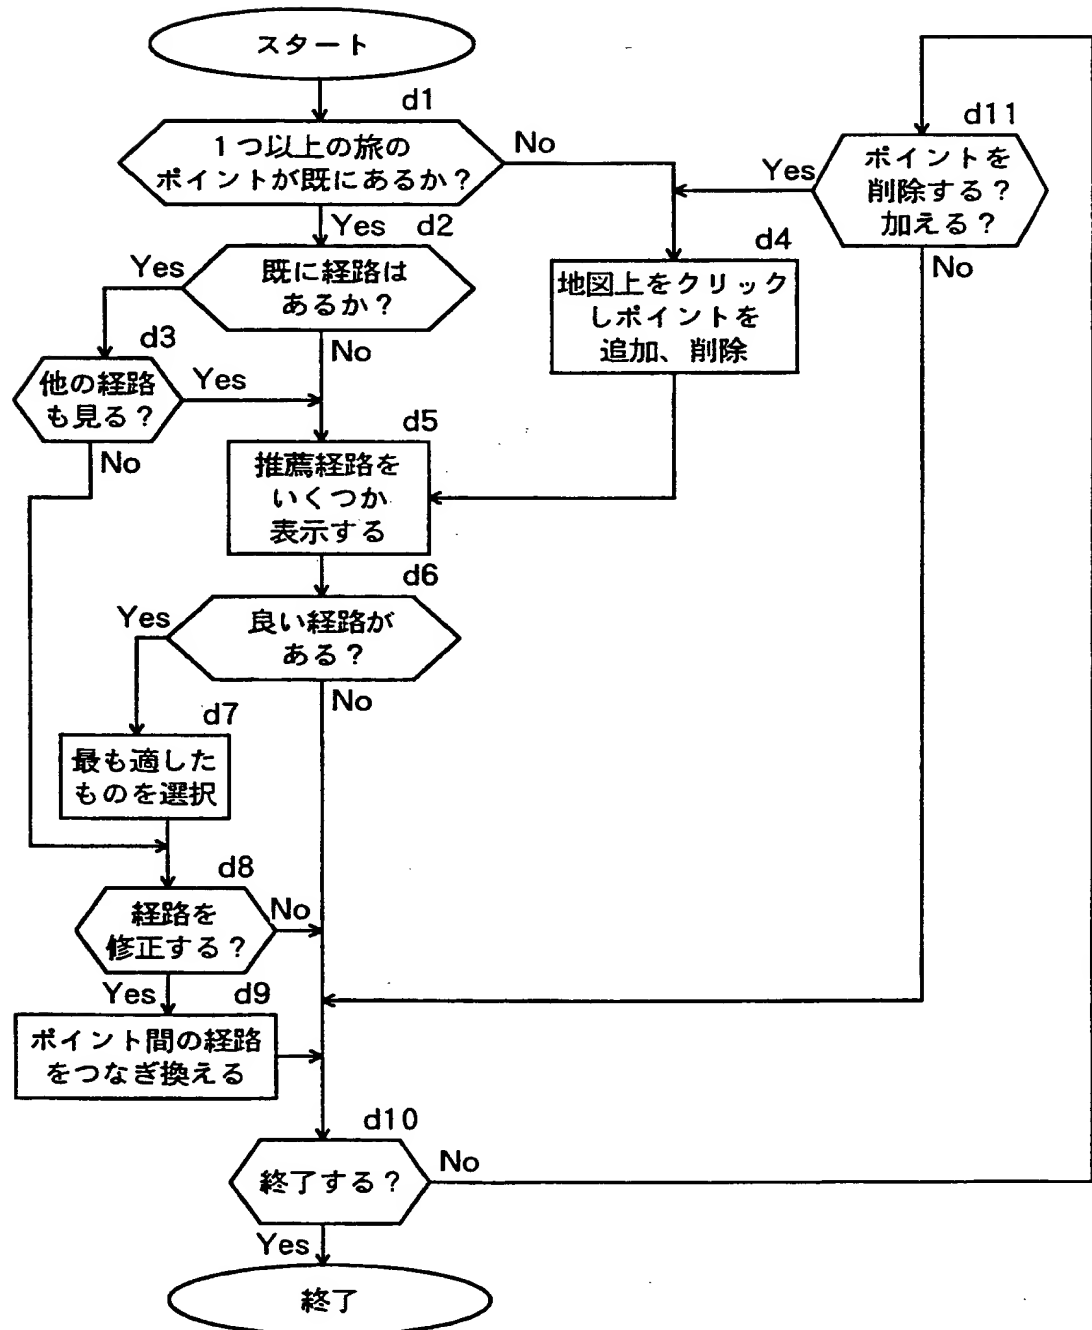 スタート
d1
1つ以上の旅の
ポイントが既にあるか?
No
Yes
d2
既に経路は
あるか?
Yes
No
d3
他の経路
も見る?
Yes
No
d11
ポイントを
削除する?
加える?
Yes
No
d4
地図上をクリック
しポイントを
追加、削除
d5
推薦経路を
いくつか
表示する
d6
良い経路が
ある?
Yes
No
d7
最も適した
ものを選択
d8
経路を
修正する?
No
Yes
d9
ポイント間の経路
をつなぎ換える
d10
終了する?
No
Yes
終了